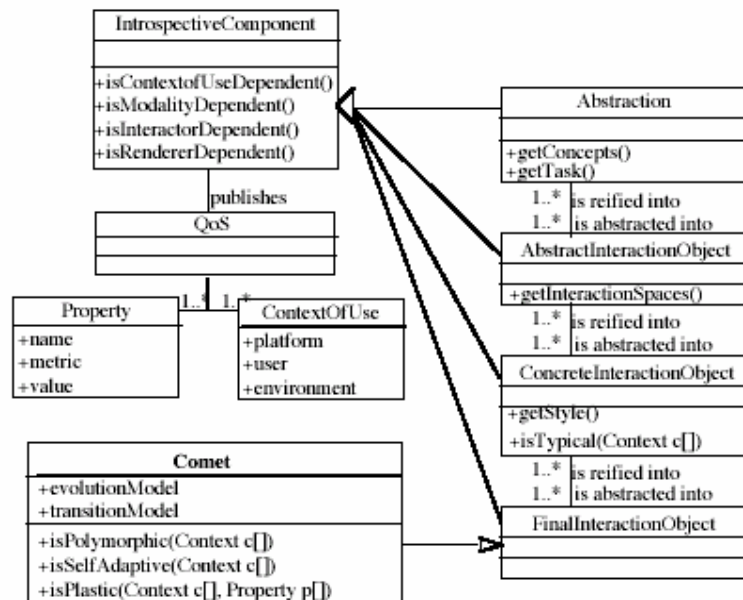 IntrospectiveComponent
+isContextofUseDependent()
+isModalityDependent()
+isInteractorDependent()
+isRendererDependent()
publishes
QoS
1..* 1..*
Property
+name
+metric
+value
ContextOfUse
+platform
+user
+environment
Abstraction
+getConcepts()
+getTask()
1..* is reified into
1..* is abstracted into
AbstractInteractionObject
+getInteractionSpaces()
1..* is reified into
1..* is abstracted into
ConcreteInteractionObject
+getStyle()
+isTypical(Context c[])
1..* is reified into
1..* is abstracted into
FinalInteractionObject
Comet
+evolutionModel
+transitionModel
+isPolymorphic(Context c[])
+isSelfAdaptive(Context c[])
+isPlastic(Context c[], Property p[])